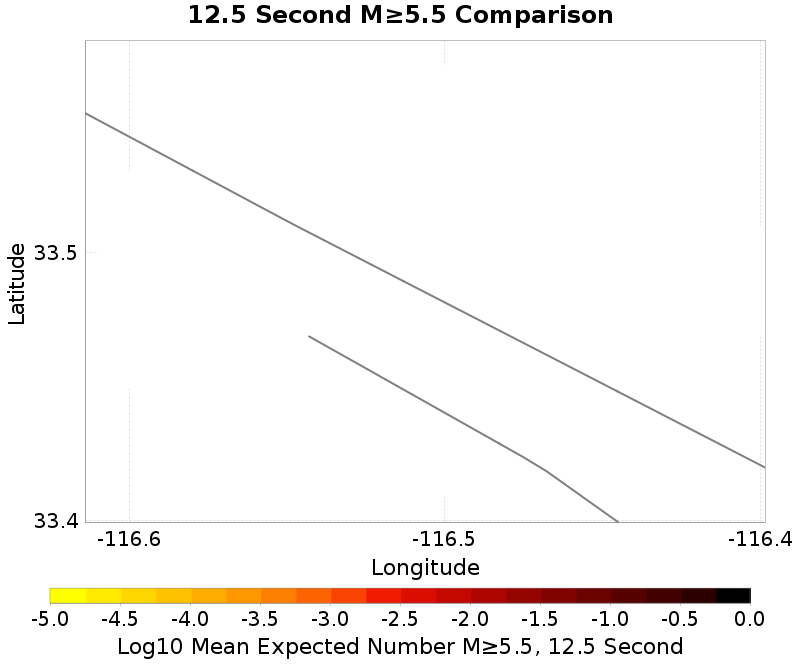 12.5 Second M≥5.5 Comparison
Latitude
33.5
33.4
-116.6 -116.5 -116.4
Longitude
-5.0 -4.5 -4.0 -3.5 -3.0 -2.5 -2.0 -1.5 -1.0 -0.5 0.0
Log10 Mean Expected Number M≥5.5, 12.5 Second